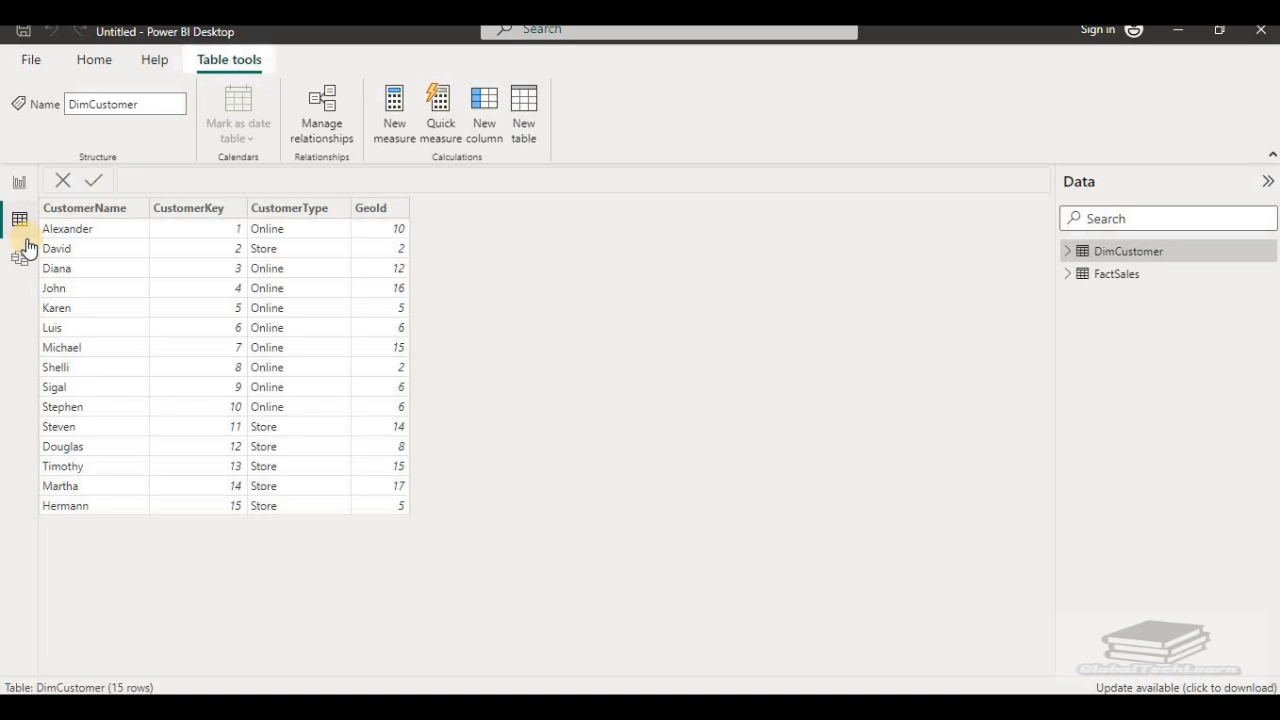 Untitled - Power BI Desktop
Search
Sign in
File Home Help Table tools
Name DimCustomer
Mark as date table
Manage relationships
New measure
Quick measure
New column
New table
Structure Calendars Relationships Calculations
Data
Search
DimCustomer
FactSales
CustomerName CustomerKey CustomerType GeoId
Alexander 1 Online 10
David 2 Store 2
Diana 3 Online 12
John 4 Online 16
Karen 5 Online 5
Luis 6 Online 6
Michael 7 Online 15
Shelli 8 Online 2
Sigal 9 Online 6
Stephen 10 Online 6
Steven 11 Store 14
Douglas 12 Store 8
Timothy 13 Store 15
Martha 14 Store 17
Hermann 15 Store 5
GlobalTechLearn
Table: DimCustomer (15 rows)
Update available (click to download)